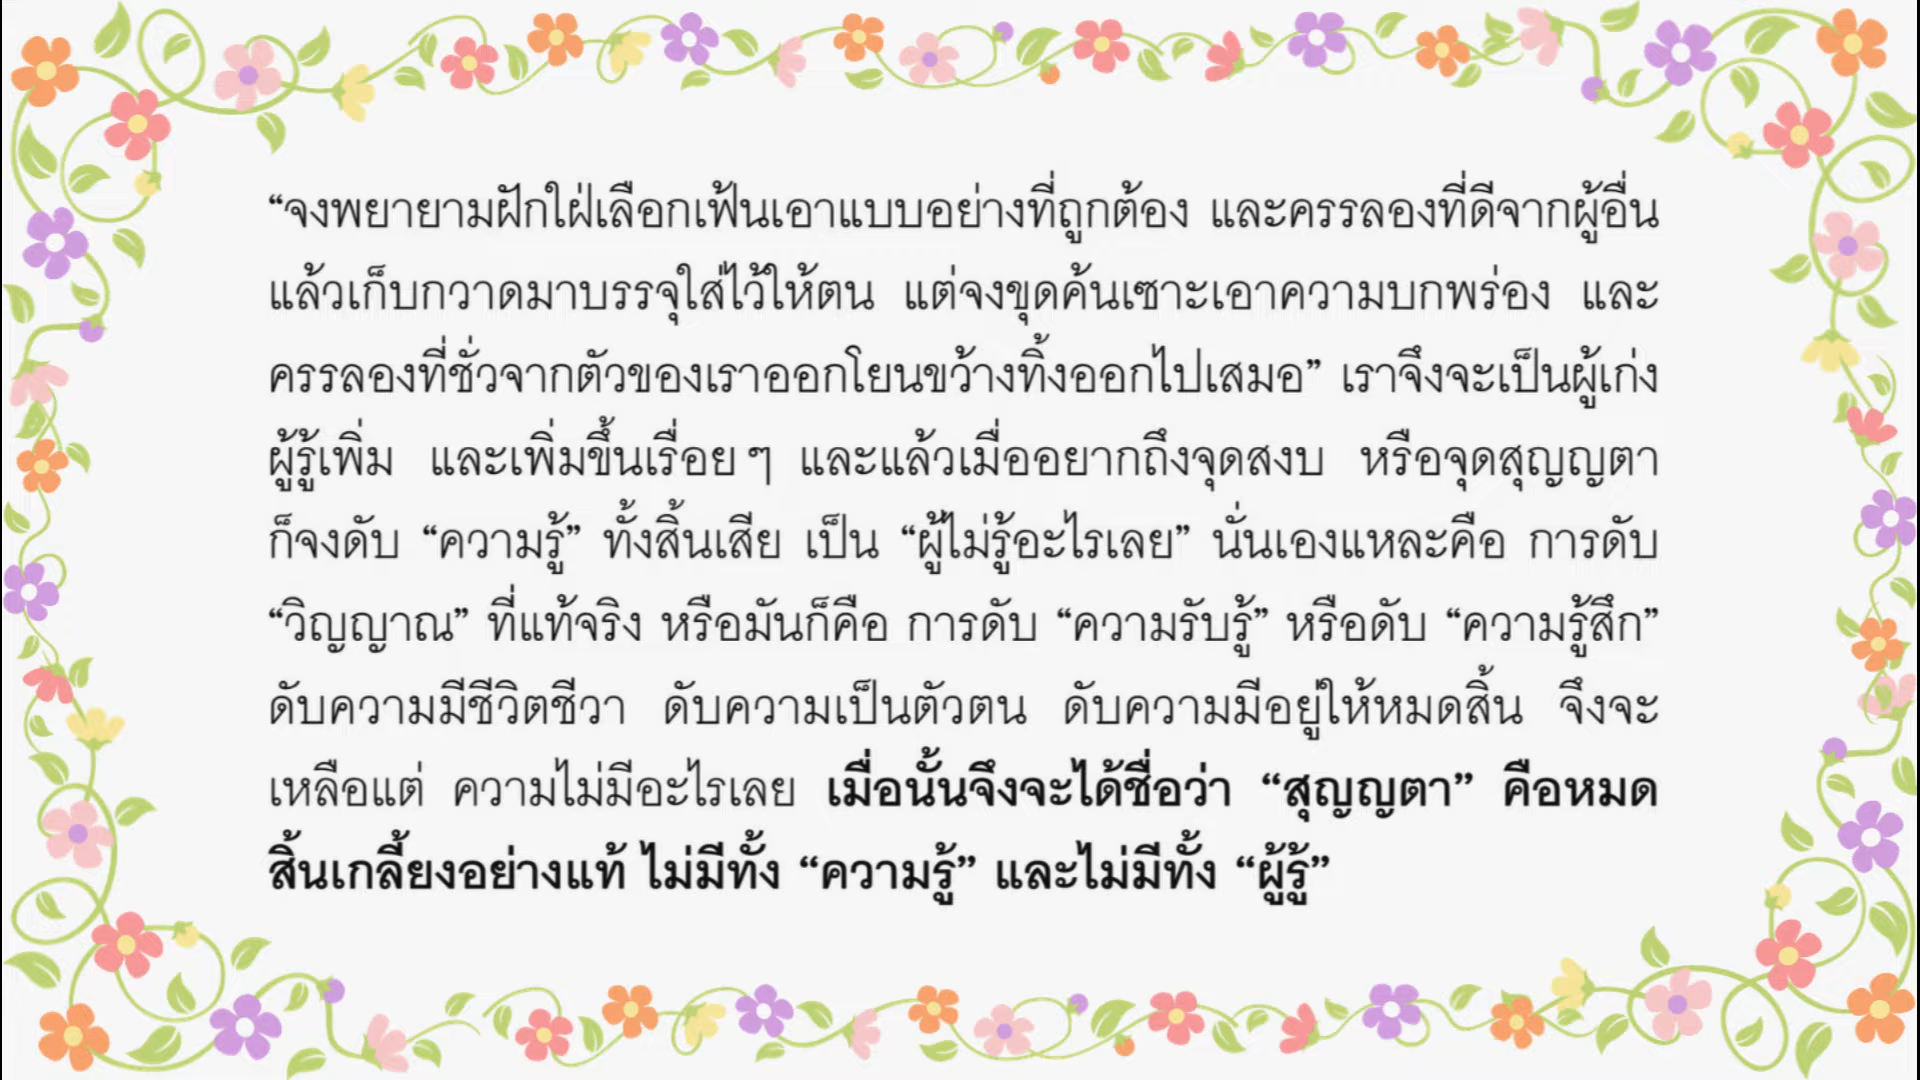 “จงพยายามฝักใฝ่เลือกเฟ้นเอาแบบอย่างที่ถูกต้อง และครรลองที่ดีจากผู้อื่น
แล้วเก็บกวาดมาบรรจุใส่ไว้ให้ตน แต่จงขุดค้นเซาะเอาความบกพร่อง และ
ครรลองที่ชั่วจากตัวของเราออกโยนขว้างทิ้งออกไปเสมอ” เราจึงจะเป็นผู้เก่ง
ผู้รู้เพิ่ม และเพิ่มขึ้นเรื่อย ๆ และแล้วเมื่ออยากถึงจุดสงบ หรือจุดสุญญตา
ก็จงดับ “ความรู้” ทั้งสิ้นเสีย เป็น “ผู้ไม่รู้อะไรเลย” นั่นเองแหละคือ การดับ
“วิญญาณ” ที่แท้จริง หรือมันก็คือ การดับ “ความรับรู้” หรือดับ “ความรู้สึก”
ดับความมีชีวิตชีวา ดับความเป็นตัวตน ดับความมีอยู่ให้หมดสิ้น จึงจะ
เหลือแต่ ความไม่มีอะไรเลย เมื่อนั้นจึงจะได้ชื่อว่า “สุญญตา” คือหมด
สิ้นเกลี้ยงอย่างแท้ ไม่มีทั้ง “ความรู้” และไม่มีทั้ง “ผู้รู้”